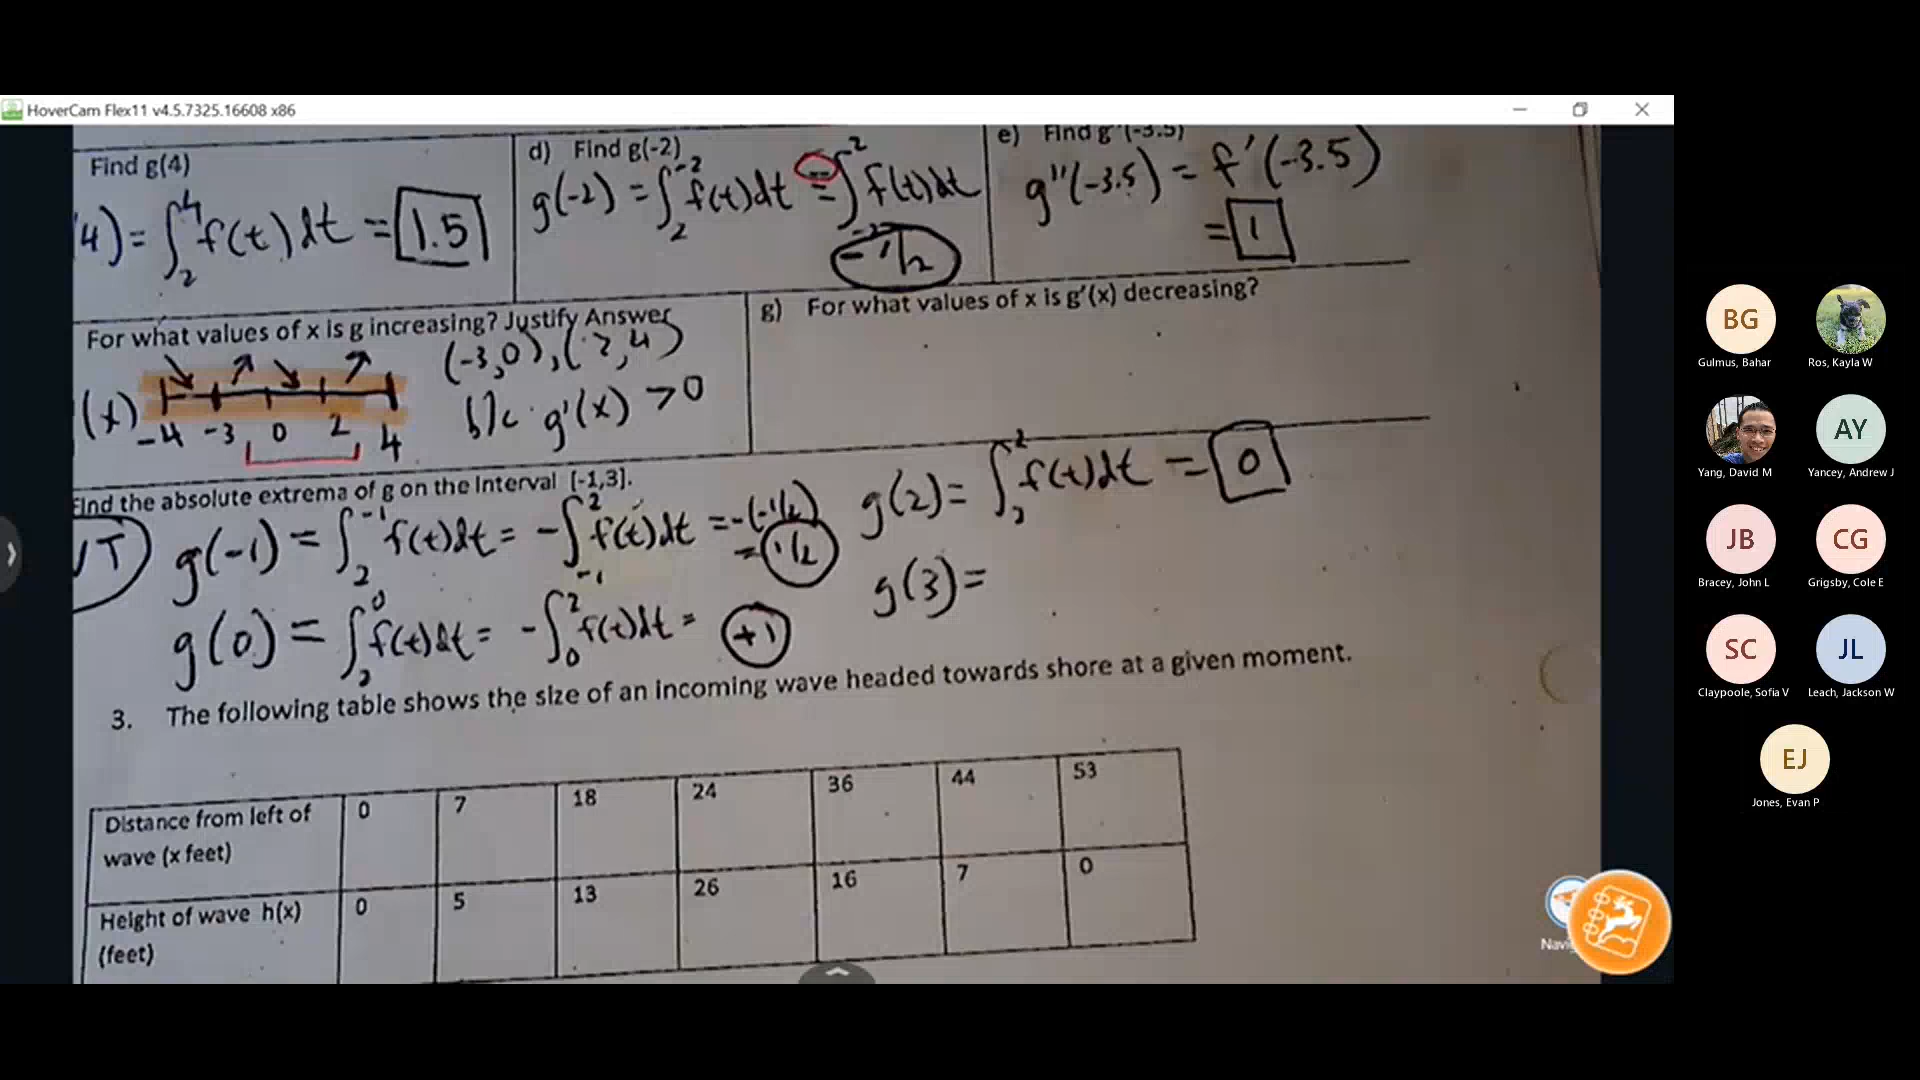 HoverCam Flex11 v4.5.7325.16608 x86
Find g(4)
4) = ∫₂⁴ f(t)dt = 1.5
d) Find g(-2)
g(-2) = ∫₂⁻² f(t)dt = -∫₋₂² f(t)dt
-1/2
e) Find g"(-3.5)
g"(-3.5) = f'(-3.5)
= 1
For what values of x is g increasing? Justify Answer
(x)
-4 -3 0 2 4
(-3,0), (2,4)
b/c g'(x) > 0
g) For what values of x is g'(x) decreasing?
Find the absolute extrema of g on the interval [-1,3].
VT
g(-1) = ∫₂⁻¹ f(t)dt = -∫₋₁² f(t)dt = -(-1/2)
= 1/2
g(0) = ∫₂⁰ f(t)dt = -∫₀² f(t)dt = +1
g(2) = ∫₂² f(t)dt = 0
g(3) =
3. The following table shows the size of an incoming wave headed towards shore at a given moment.
Distance from left of wave (x feet) 0 7 18 24 36 44 53
Height of wave h(x) (feet) 0 5 13 26 16 7 0
BG
Gulmus, Bahar
Ros, Kayla W
Yang, David M
AY
Yancey, Andrew J
JB
Bracey, John L
CG
Grigsby, Cole E
SC
Claypoole, Sofia V
JL
Leach, Jackson W
EJ
Jones, Evan P